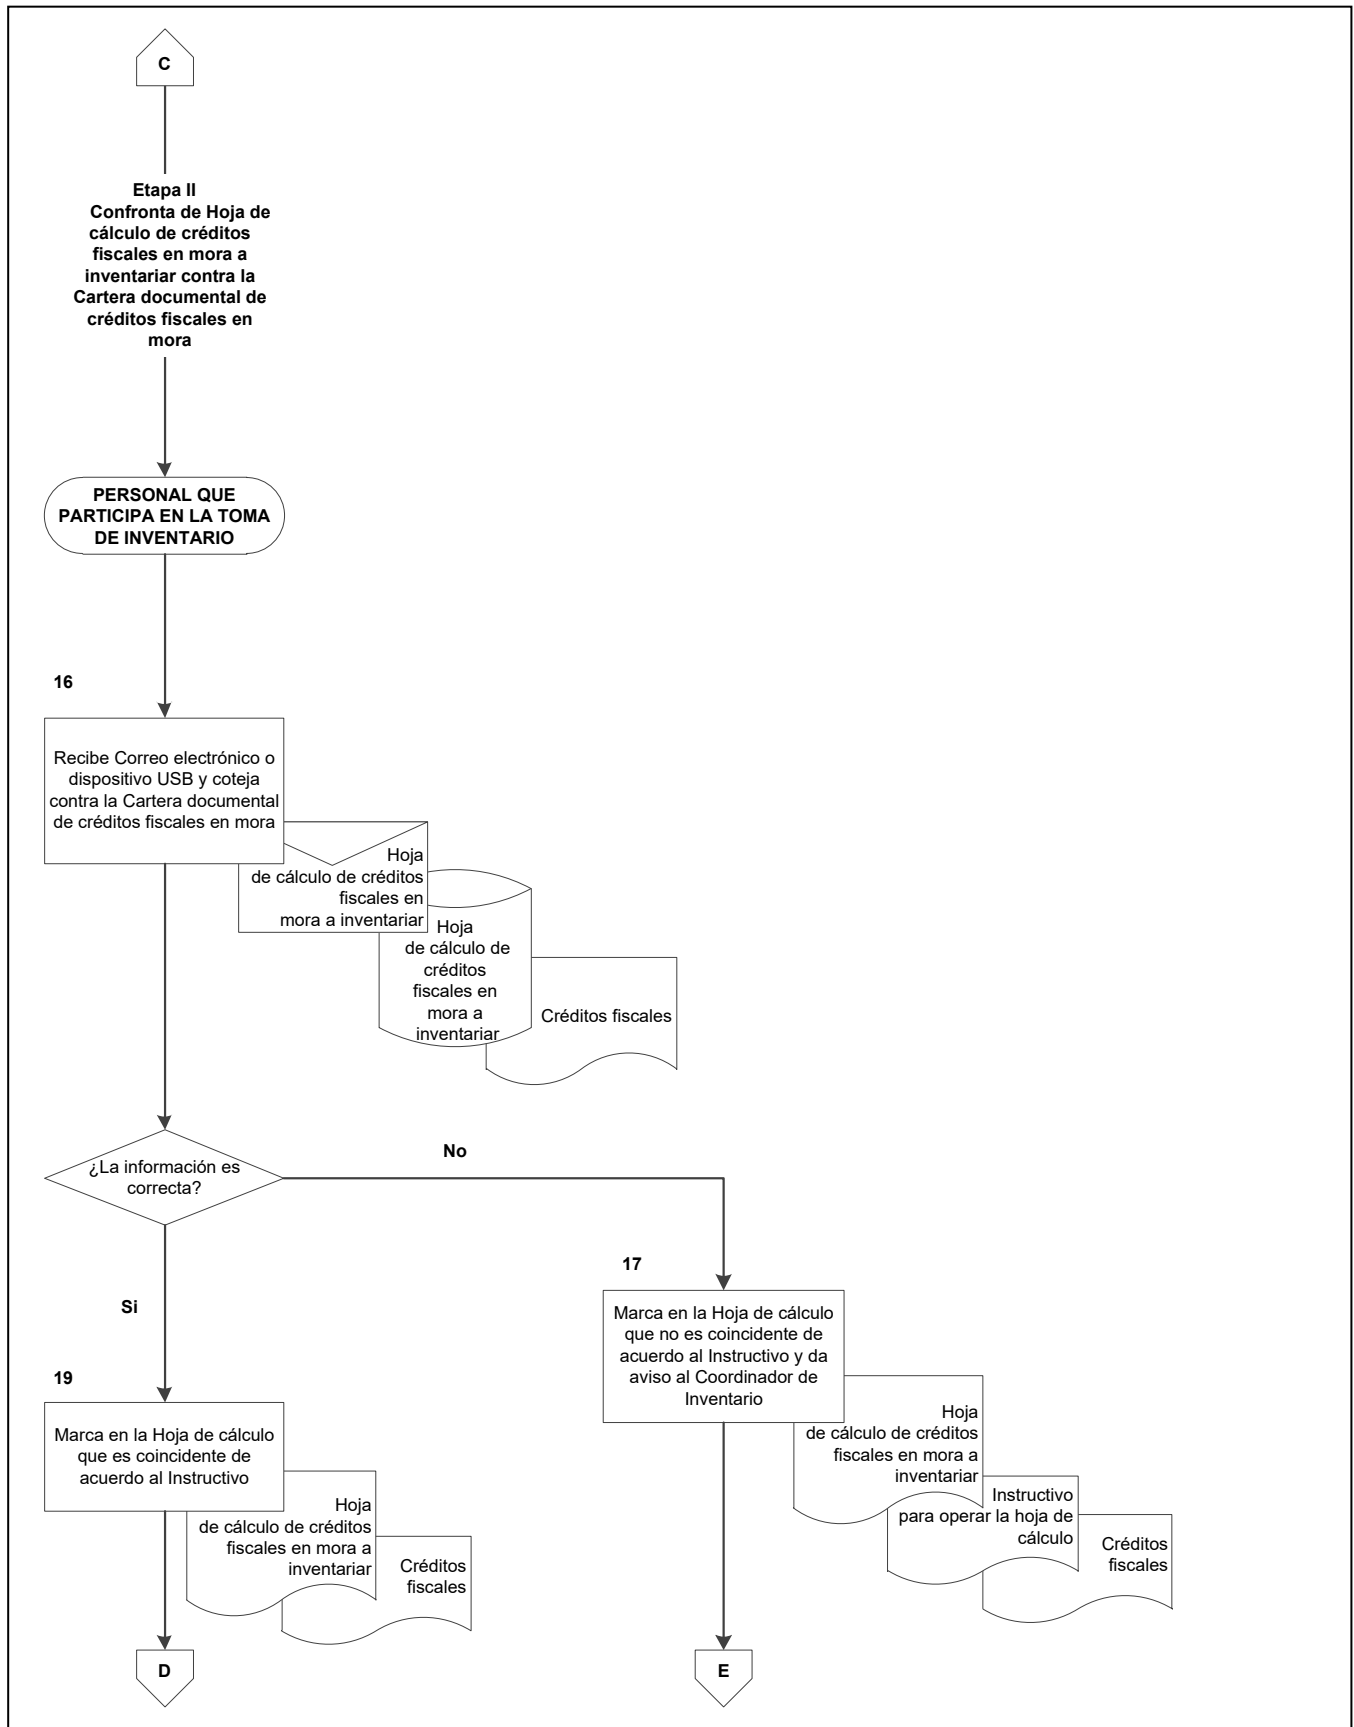 C
Etapa II
Confronta de Hoja de
cálculo de créditos
fiscales en mora a
inventariar contra la
Cartera documental de
créditos fiscales en
mora
PERSONAL QUE
PARTICIPA EN LA TOMA
DE INVENTARIO
16
Recibe Correo electrónico o
dispositivo USB y coteja
contra la Cartera documental
de créditos fiscales en mora
Hoja
de cálculo de créditos
fiscales en
mora a inventariar
Hoja
de cálculo de
créditos
fiscales en
mora a
inventariar
Créditos fiscales
¿La información es
correcta?
No
Si
17
Marca en la Hoja de cálculo
que no es coincidente de
acuerdo al Instructivo y da
aviso al Coordinador de
Inventario
Hoja
de cálculo de créditos
fiscales en mora a
inventariar
Instructivo
para operar la hoja de
cálculo
Créditos
fiscales
19
Marca en la Hoja de cálculo
que es coincidente de
acuerdo al Instructivo
Hoja
de cálculo de créditos
fiscales en mora a
inventariar
Créditos
fiscales
D
E